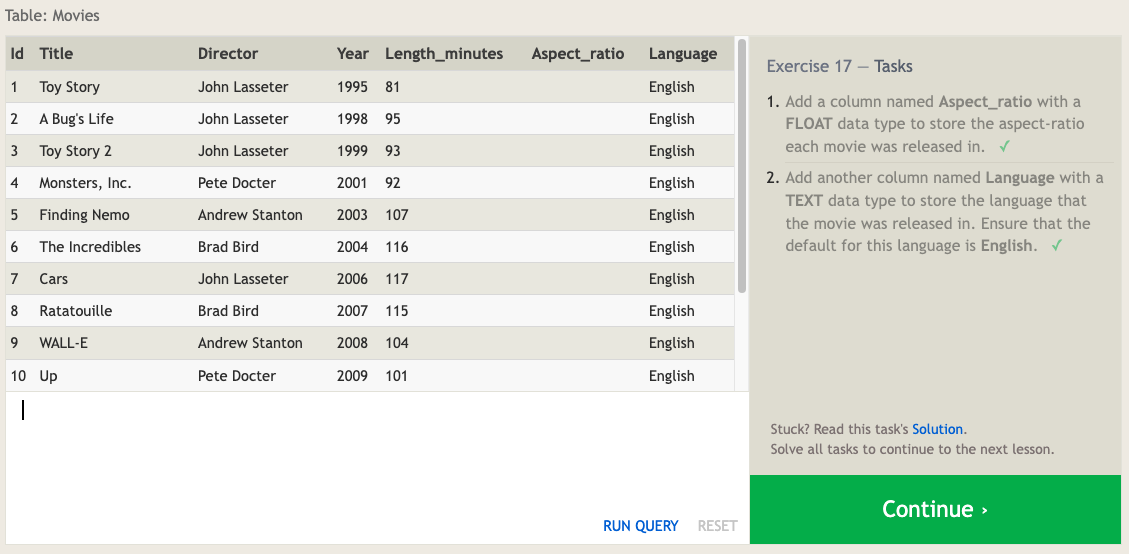 Table: Movies
Id Title Director Year Length_minutes Aspect_ratio Language
1 Toy Story John Lasseter 1995 81 English
2 A Bug's Life John Lasseter 1998 95 English
3 Toy Story 2 John Lasseter 1999 93 English
4 Monsters, Inc. Pete Docter 2001 92 English
5 Finding Nemo Andrew Stanton 2003 107 English
6 The Incredibles Brad Bird 2004 116 English
7 Cars John Lasseter 2006 117 English
8 Ratatouille Brad Bird 2007 115 English
9 WALL-E Andrew Stanton 2008 104 English
10 Up Pete Docter 2009 101 English
RUN QUERY RESET
Exercise 17 — Tasks
1. Add a column named Aspect_ratio with a
FLOAT data type to store the aspect-ratio
each movie was released in. ✓
2. Add another column named Language with a
TEXT data type to store the language that
the movie was released in. Ensure that the
default for this language is English. ✓
Stuck? Read this task's Solution.
Solve all tasks to continue to the next lesson.
Continue ›